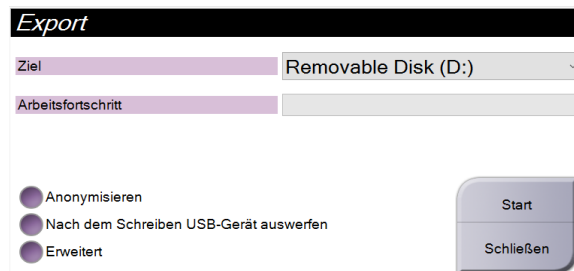 Export
Ziel
Removable Disk (D:)
Arbeitsfortschritt
Anonymisieren
Nach dem Schreiben USB-Gerät auswerfen
Erweitert
Start
Schließen